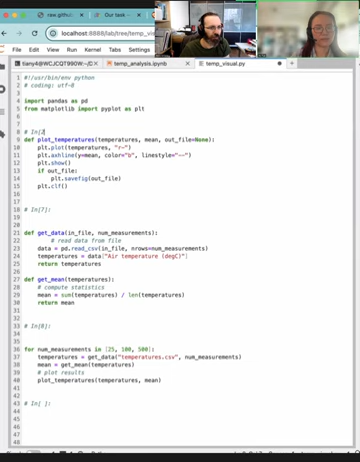 raw.github.
Our task –
localhost:8888/lab/tree/temp_visual
File Edit View Run Kernel Tabs Settings
tiany4@WCJCQT990W:~/
temp_analysis.ipynb
temp_visual.py
1 #!/usr/bin/env python
2 # coding: utf-8
3
4 import pandas as pd
5 from matplotlib import pyplot as plt
6
7
8 # In[2
9 def plot_temperatures(temperatures, mean, out_file=None):
10 plt.plot(temperatures, "r-")
11 plt.axhline(y=mean, color="b", linestyle="--")
12 plt.show()
13 if out_file:
14 plt.savefig(out_file)
15 plt.clf()
16
17
18 # In[7]:
19
20
21 def get_data(in_file, num_measurements):
22 # read data from file
23 data = pd.read_csv(in_file, nrows=num_measurements)
24 temperatures = data["Air temperature (degC)"]
25 return temperatures
26
27 def get_mean(temperatures):
28 # compute statistics
29 mean = sum(temperatures) / len(temperatures)
30 return mean
31
32
33 # In[8]:
34
35
36 for num_measurements in [25, 100, 500]:
37 temperatures = get_data("temperatures.csv", num_measurements)
38 mean = get_mean(temperatures)
39 # plot results
40 plot_temperatures(temperatures, mean)
41
42
43 # In[ ]:
44
45
46
47
48